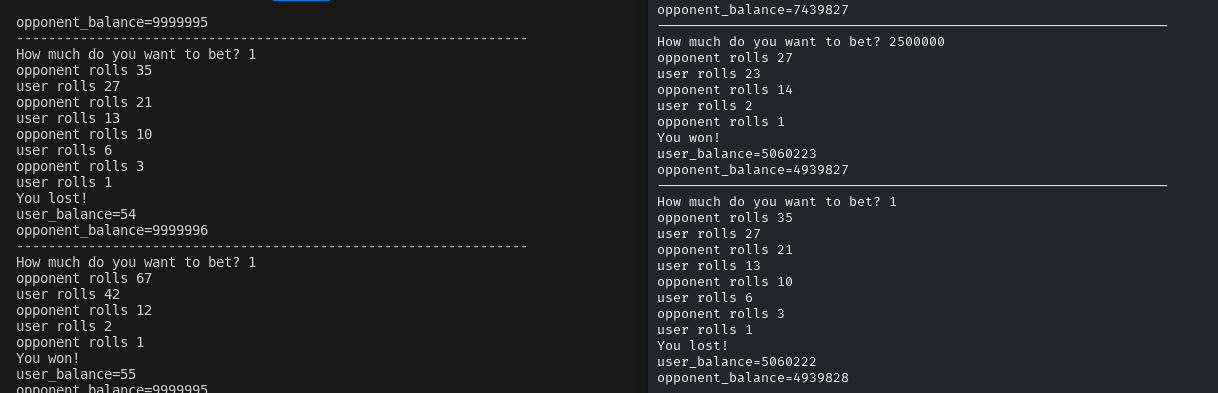 opponent_balance=9999995
----------------------------------------------------------------
How much do you want to bet? 1
opponent rolls 35
user rolls 27
opponent rolls 21
user rolls 13
opponent rolls 10
user rolls 6
opponent rolls 3
user rolls 1
You lost!
user_balance=54
opponent_balance=9999996
----------------------------------------------------------------
How much do you want to bet? 1
opponent rolls 67
user rolls 42
opponent rolls 12
user rolls 2
opponent rolls 1
You won!
user_balance=55
opponent_balance=9999995
opponent_balance=7439827
----------------------------------------------------------------
How much do you want to bet? 2500000
opponent rolls 27
user rolls 23
opponent rolls 14
user rolls 2
opponent rolls 1
You won!
user_balance=5060223
opponent_balance=4939827
----------------------------------------------------------------
How much do you want to bet? 1
opponent rolls 35
user rolls 27
opponent rolls 21
user rolls 13
opponent rolls 10
user rolls 6
opponent rolls 3
user rolls 1
You lost!
user_balance=5060222
opponent_balance=4939828